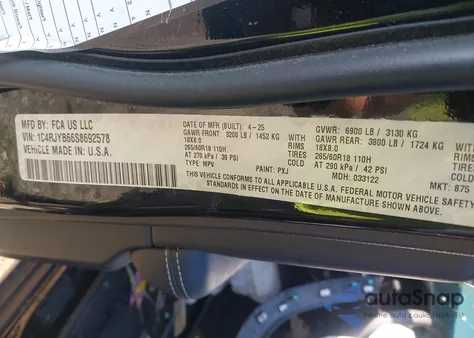 MFD BY: FCA US LLC
VIN: 1C4RJYB66S8692578
VEHICLE MADE IN U.S.A.
DATE OF MFR (BUILT): 4-25
GAWR FRONT: 3200 LB / 1452 KG
18X8.0
265/60R18 110H
AT 270 kPa / 39 PSI
TYPE: MPV PAINT: PXJ
GVWR: 6900 LB / 3130 KG
RIMS GAWR REAR: 3800 LB / 1724 KG
TIRES 18X8.0 RIMS
COLD 265/60R18 110H
AT 290 kPa / 42 PSI COLD
MDH: 033122 MKT: 875
THIS VEHICLE CONFORMS TO ALL APPLICABLE U.S.A. FEDERAL MOTOR VEHICLE SAFETY
IN EFFECT ON THE DATE OF MANUFACTURE SHOWN ABOVE.
autoSnap